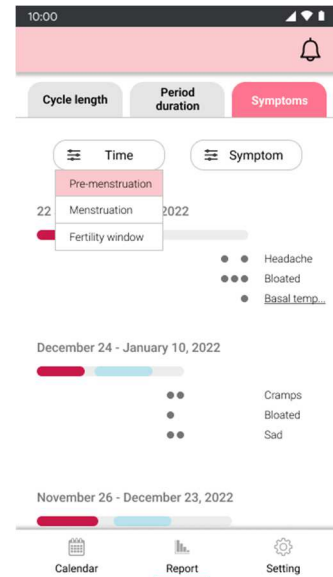 10:00
Cycle length
Period
duration
Symptoms
Time
Symptom
Pre-menstruation
22 2022
Menstruation
Fertility window
Headache
Bloated
Basal temp...
December 24 - January 10, 2022
Cramps
Bloated
Sad
November 26 - December 23, 2022
Calendar
Report
Setting